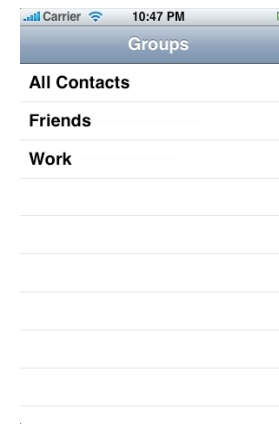 Carrier 10:47 PM
Groups
All Contacts
Friends
Work